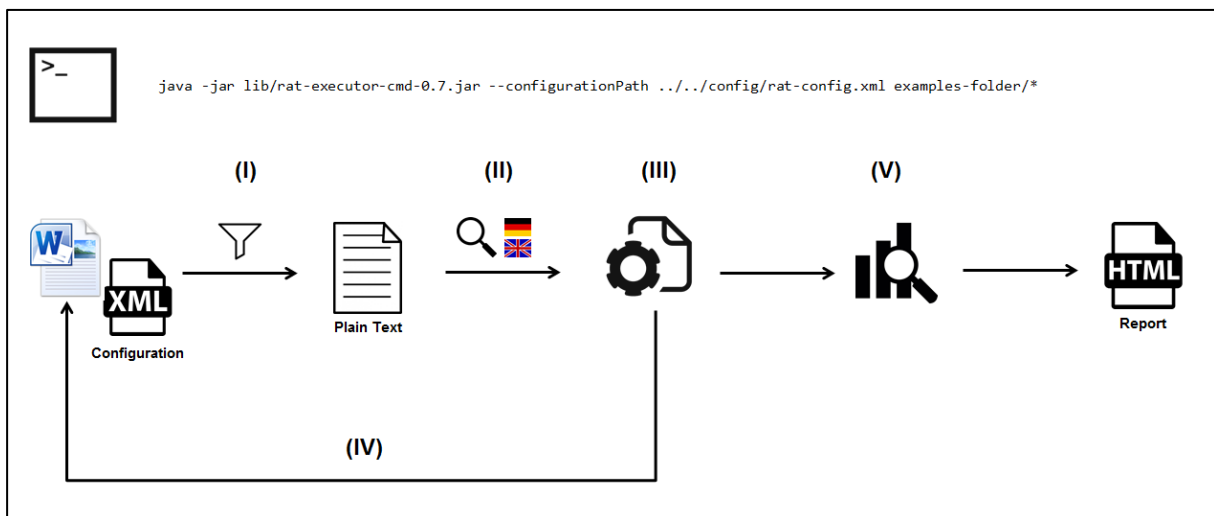 >_
java -jar lib/rat-executor-cmd-0.7.jar --configurationPath ../../config/rat-config.xml examples-folder/*
(I)
(II)
(III)
(V)
W
XML
HTML
Configuration
Plain Text
Report
(IV)